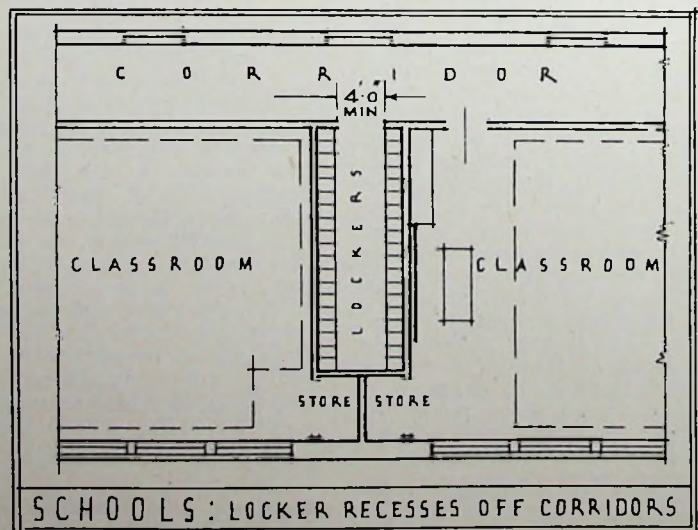 CORRIDOR
4'.0"
MIN
LOCKERS
CLASSROOM
CLASSROOM
STORE STORE
SCHOOLS: LOCKER RECESSES OFF CORRIDORS